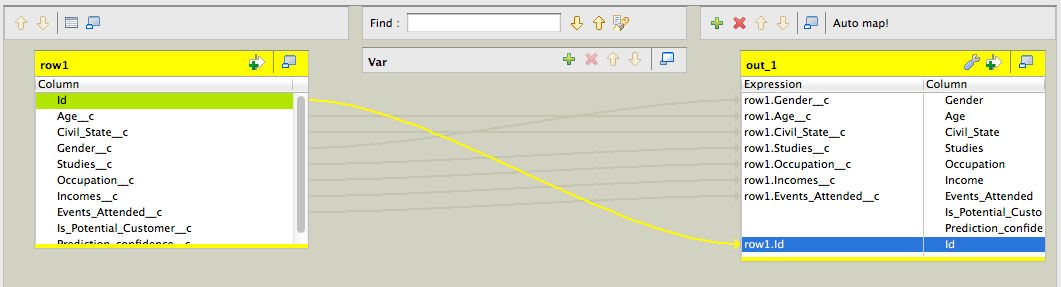 Find :
Auto map!
row1
Column
Id
Age__c
Civil_State__c
Gender__c
Studies__c
Occupation__c
Incomes__c
Events_Attended__c
Is_Potential_Customer__c
Prediction_confidence__c
Var
out_1
Expression Column
row1.Gender__c Gender
row1.Age__c Age
row1.Civil_State__c Civil_State
row1.Studies__c Studies
row1.Occupation__c Occupation
row1.Incomes__c Income
row1.Events_Attended__c Events_Attended
Is_Potential_Custo
Prediction_confide
row1.Id Id